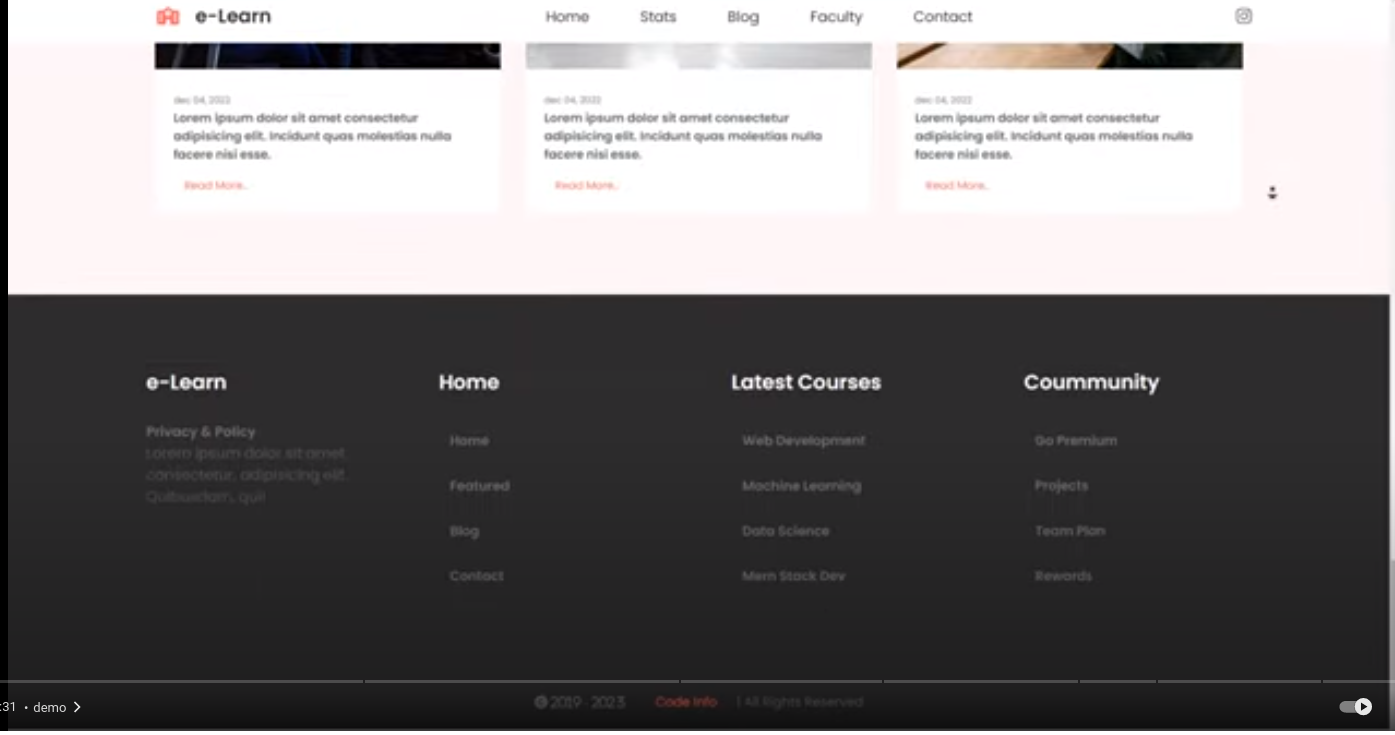 e-Learn
Home Stats Blog Faculty Contact
dec 04, 2022
Lorem ipsum dolor sit amet consectetur
adipisicing elit. Incidunt quas molestias nulla
facere nisi esse.
Read More..
dec 04, 2022
Lorem ipsum dolor sit amet consectetur
adipisicing elit. Incidunt quas molestias nulla
facere nisi esse.
Read More..
dec 04, 2022
Lorem ipsum dolor sit amet consectetur
adipisicing elit. Incidunt quas molestias nulla
facere nisi esse.
Read More..
e-Learn
Privacy & Policy
Lorem ipsum dolor sit amet,
consectetur, adipisicing elit.
Home
Home
Featured
Blog
Contact
Latest Courses
Web Development
Machine Learning
Data Science
Mern Stack Dev
Coummunity
Go Premium
Projects
Team Plan
Rewards
© 2019 - 2023 Code Info | All Rights Reserved
:31 • demo